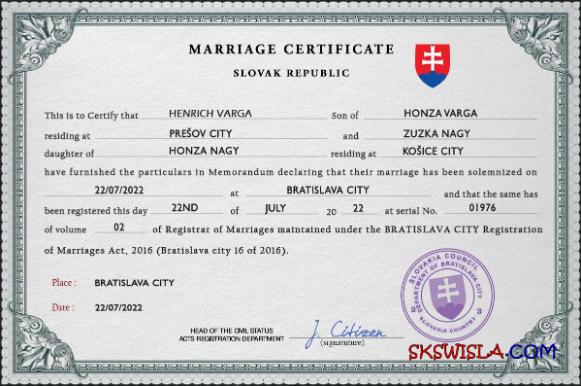 MARRIAGE CERTIFICATE
SLOVAK REPUBLIC
This is to Certify that HENRICH VARGA Son of HONZA VARGA
residing at PREŠOV CITY and ZUZKA NAGY
daughter of HONZA NAGY residing at KOŠICE CITY
have furnished the particulars in Memorandum declaring that their marriage has been solemnized on
22/07/2022 at BRATISLAVA CITY and that the same has
been registered this day 22ND of JULY 20 22 at serial No. 01976
of volume 02 of Registrar of Marriages maintained under the BRATISLAVA CITY Registration
of Marriages Act, 2016 (Bratislava city 16 of 2016).
Place : BRATISLAVA CITY
Date : 22/07/2022
SLOVAKIA COUNCIL
DEPARTMENT OF BRATISLAVA CITY
HEAD OF THE CIVIL STATUS
ACTS REGISTRATION DEPARTMENT
J. Citizen
SKSWISLA.COM